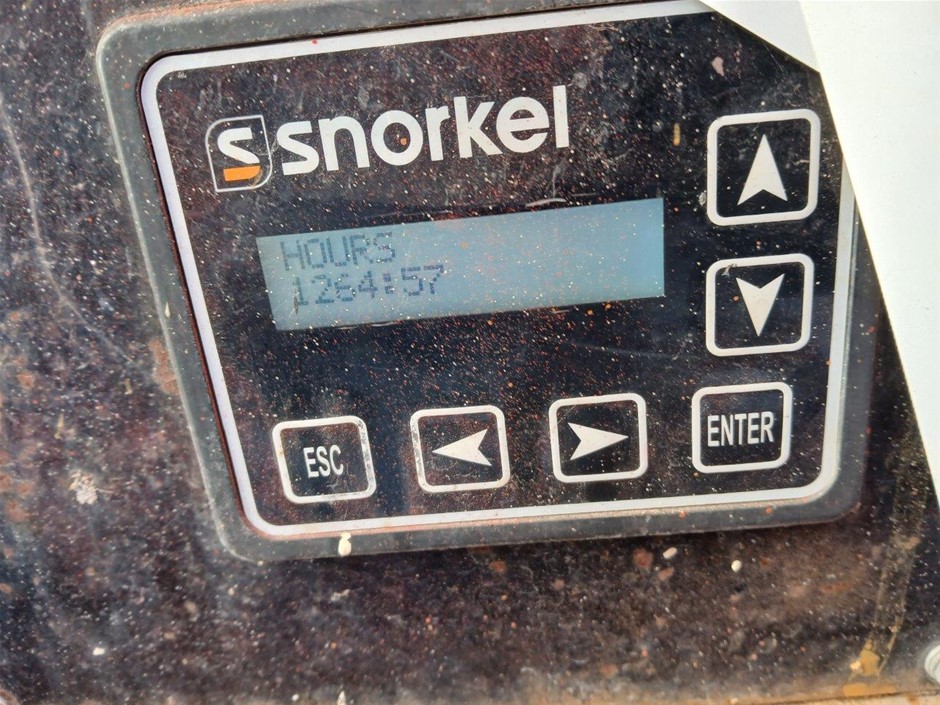 snorkel
HOURS
1264:57
ESC
ENTER